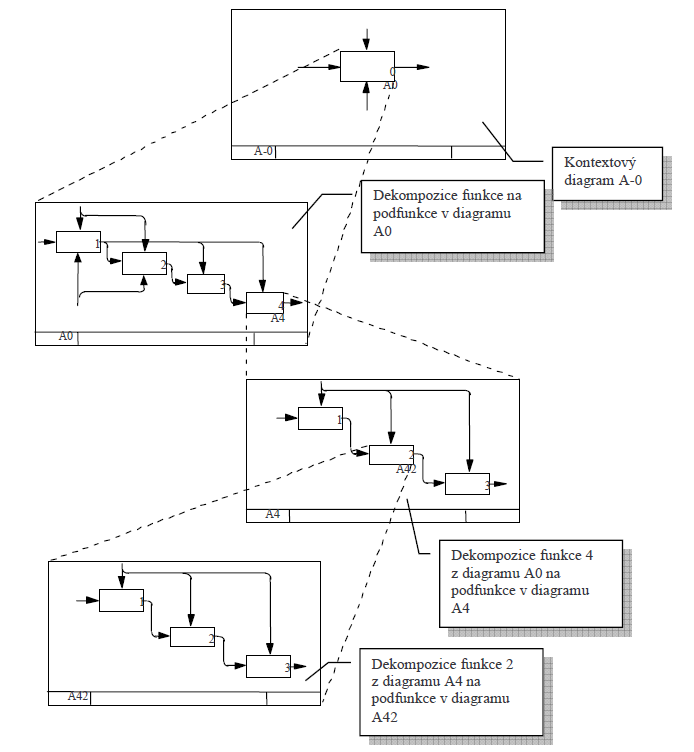 0
A0
A-0
Kontextový
diagram A-0
Dekompozice funkce na
podfunkce v diagramu
A0
1
2
3
4
A4
A0
1
2
A42
3
A4
Dekompozice funkce 4
z diagramu A0 na
podfunkce v diagramu
A4
1
2
3
A42
Dekompozice funkce 2
z diagramu A4 na
podfunkce v diagramu
A42